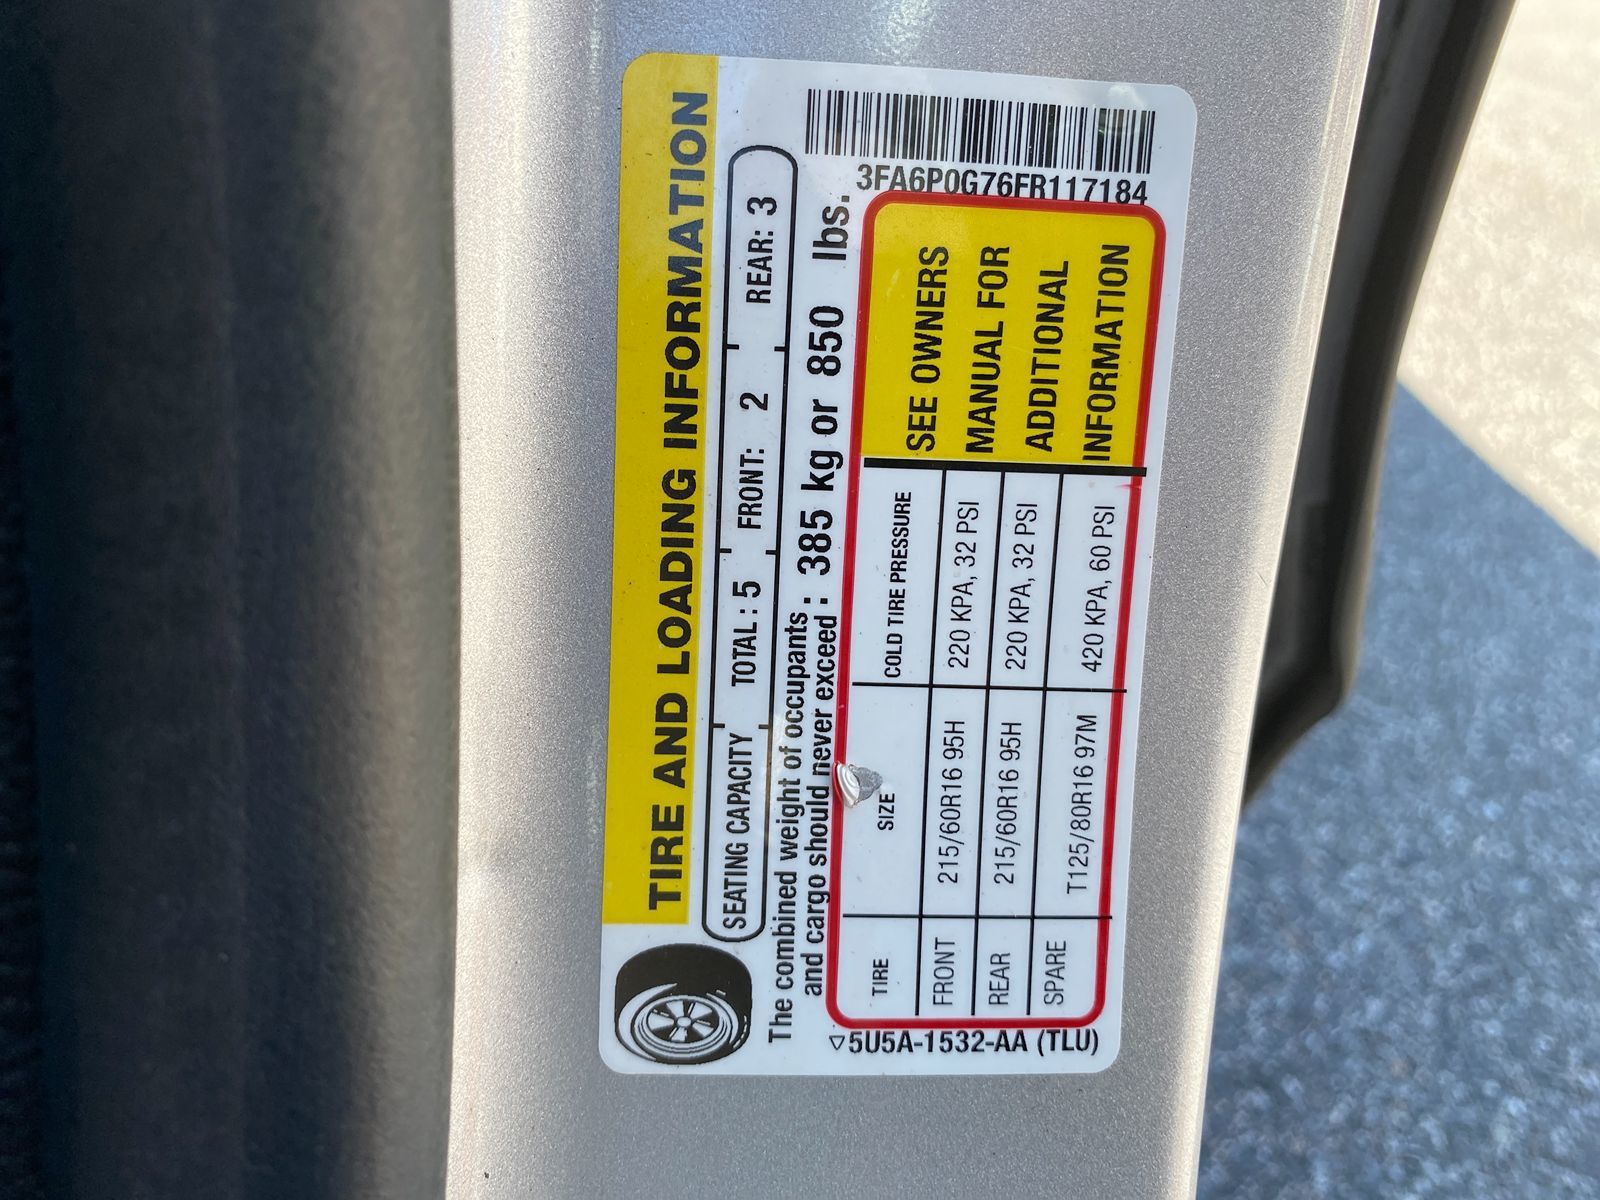 TIRE AND LOADING INFORMATION
SEATING CAPACITY TOTAL : 5 FRONT: 2 REAR: 3
The combined weight of occupants
and cargo should never exceed : 385 kg or 850 lbs.
TIRE SIZE COLD TIRE PRESSURE
FRONT 215/60R16 95H 220 KPA, 32 PSI
REAR 215/60R16 95H 220 KPA, 32 PSI
SPARE T125/80R16 97M 420 KPA, 60 PSI
SEE OWNERS
MANUAL FOR
ADDITIONAL
INFORMATION
3FA6P0G76FR117184
5U5A-1532-AA (TLU)